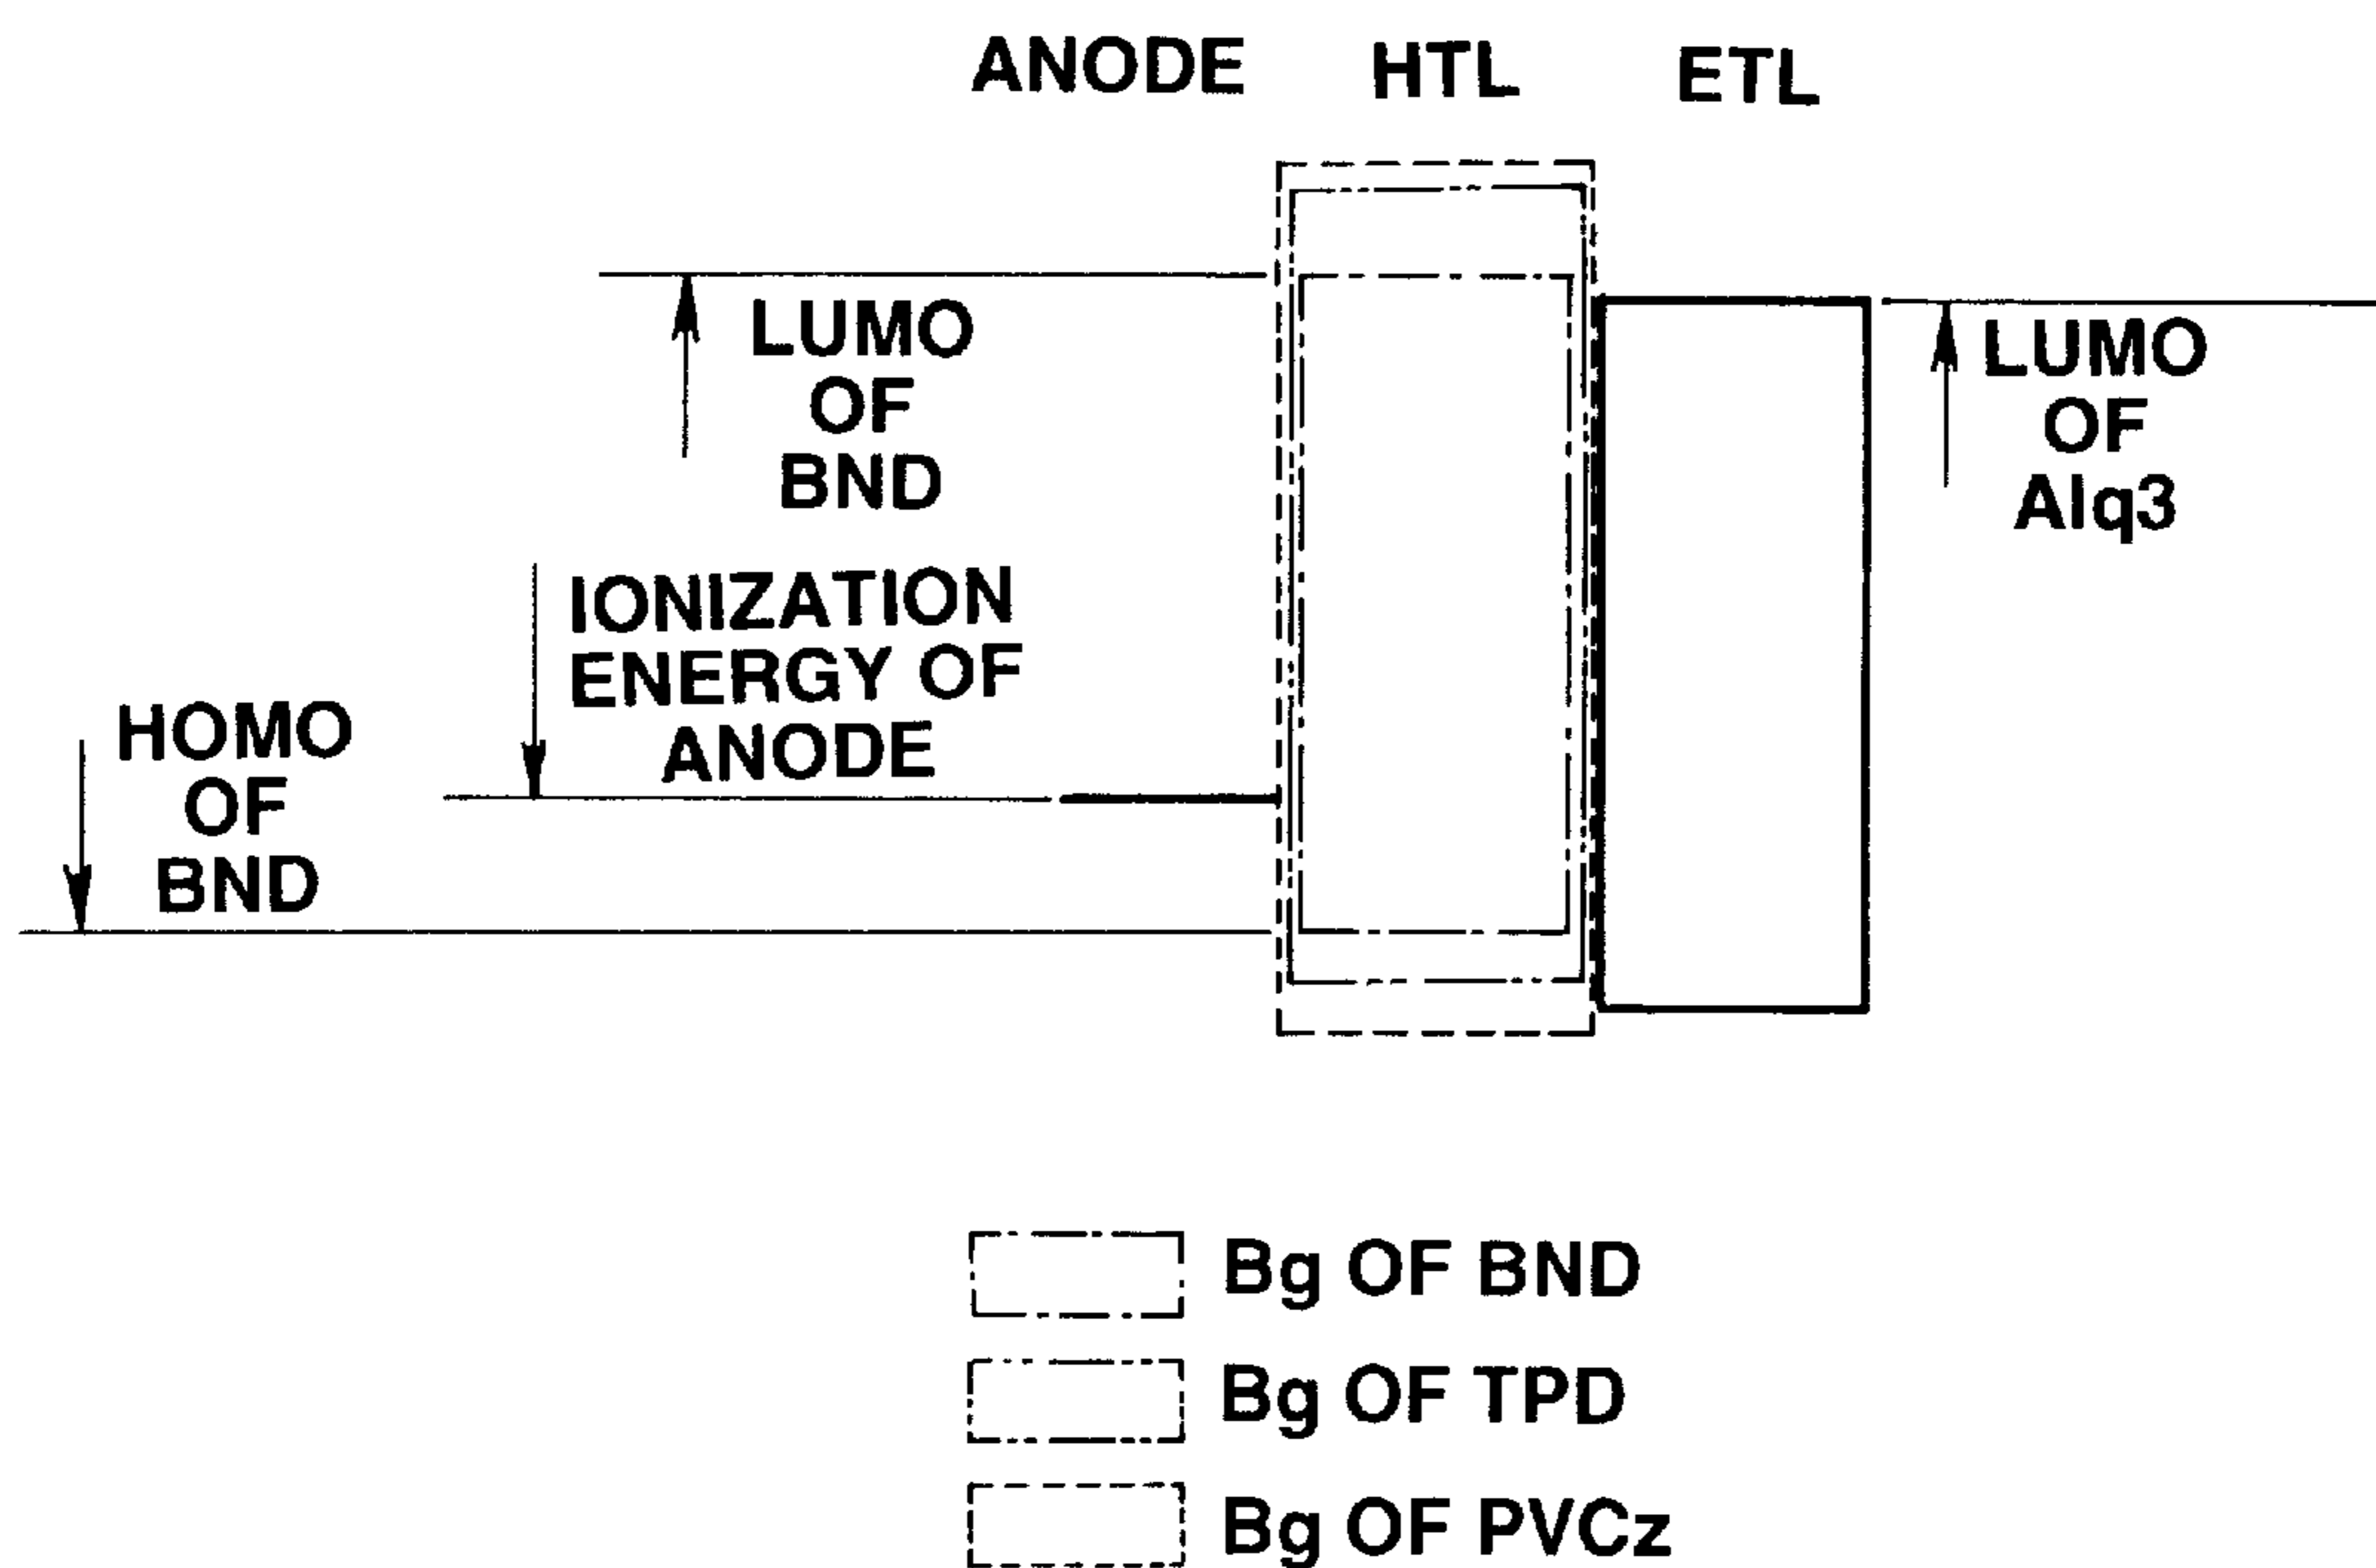 ANODE HTL ETL
LUMO
OF
BND
LUMO
OF
Alq3
IONIZATION
ENERGY OF
ANODE
HOMO
OF
BND
Bg OF BND
Bg OF TPD
Bg OF PVCz